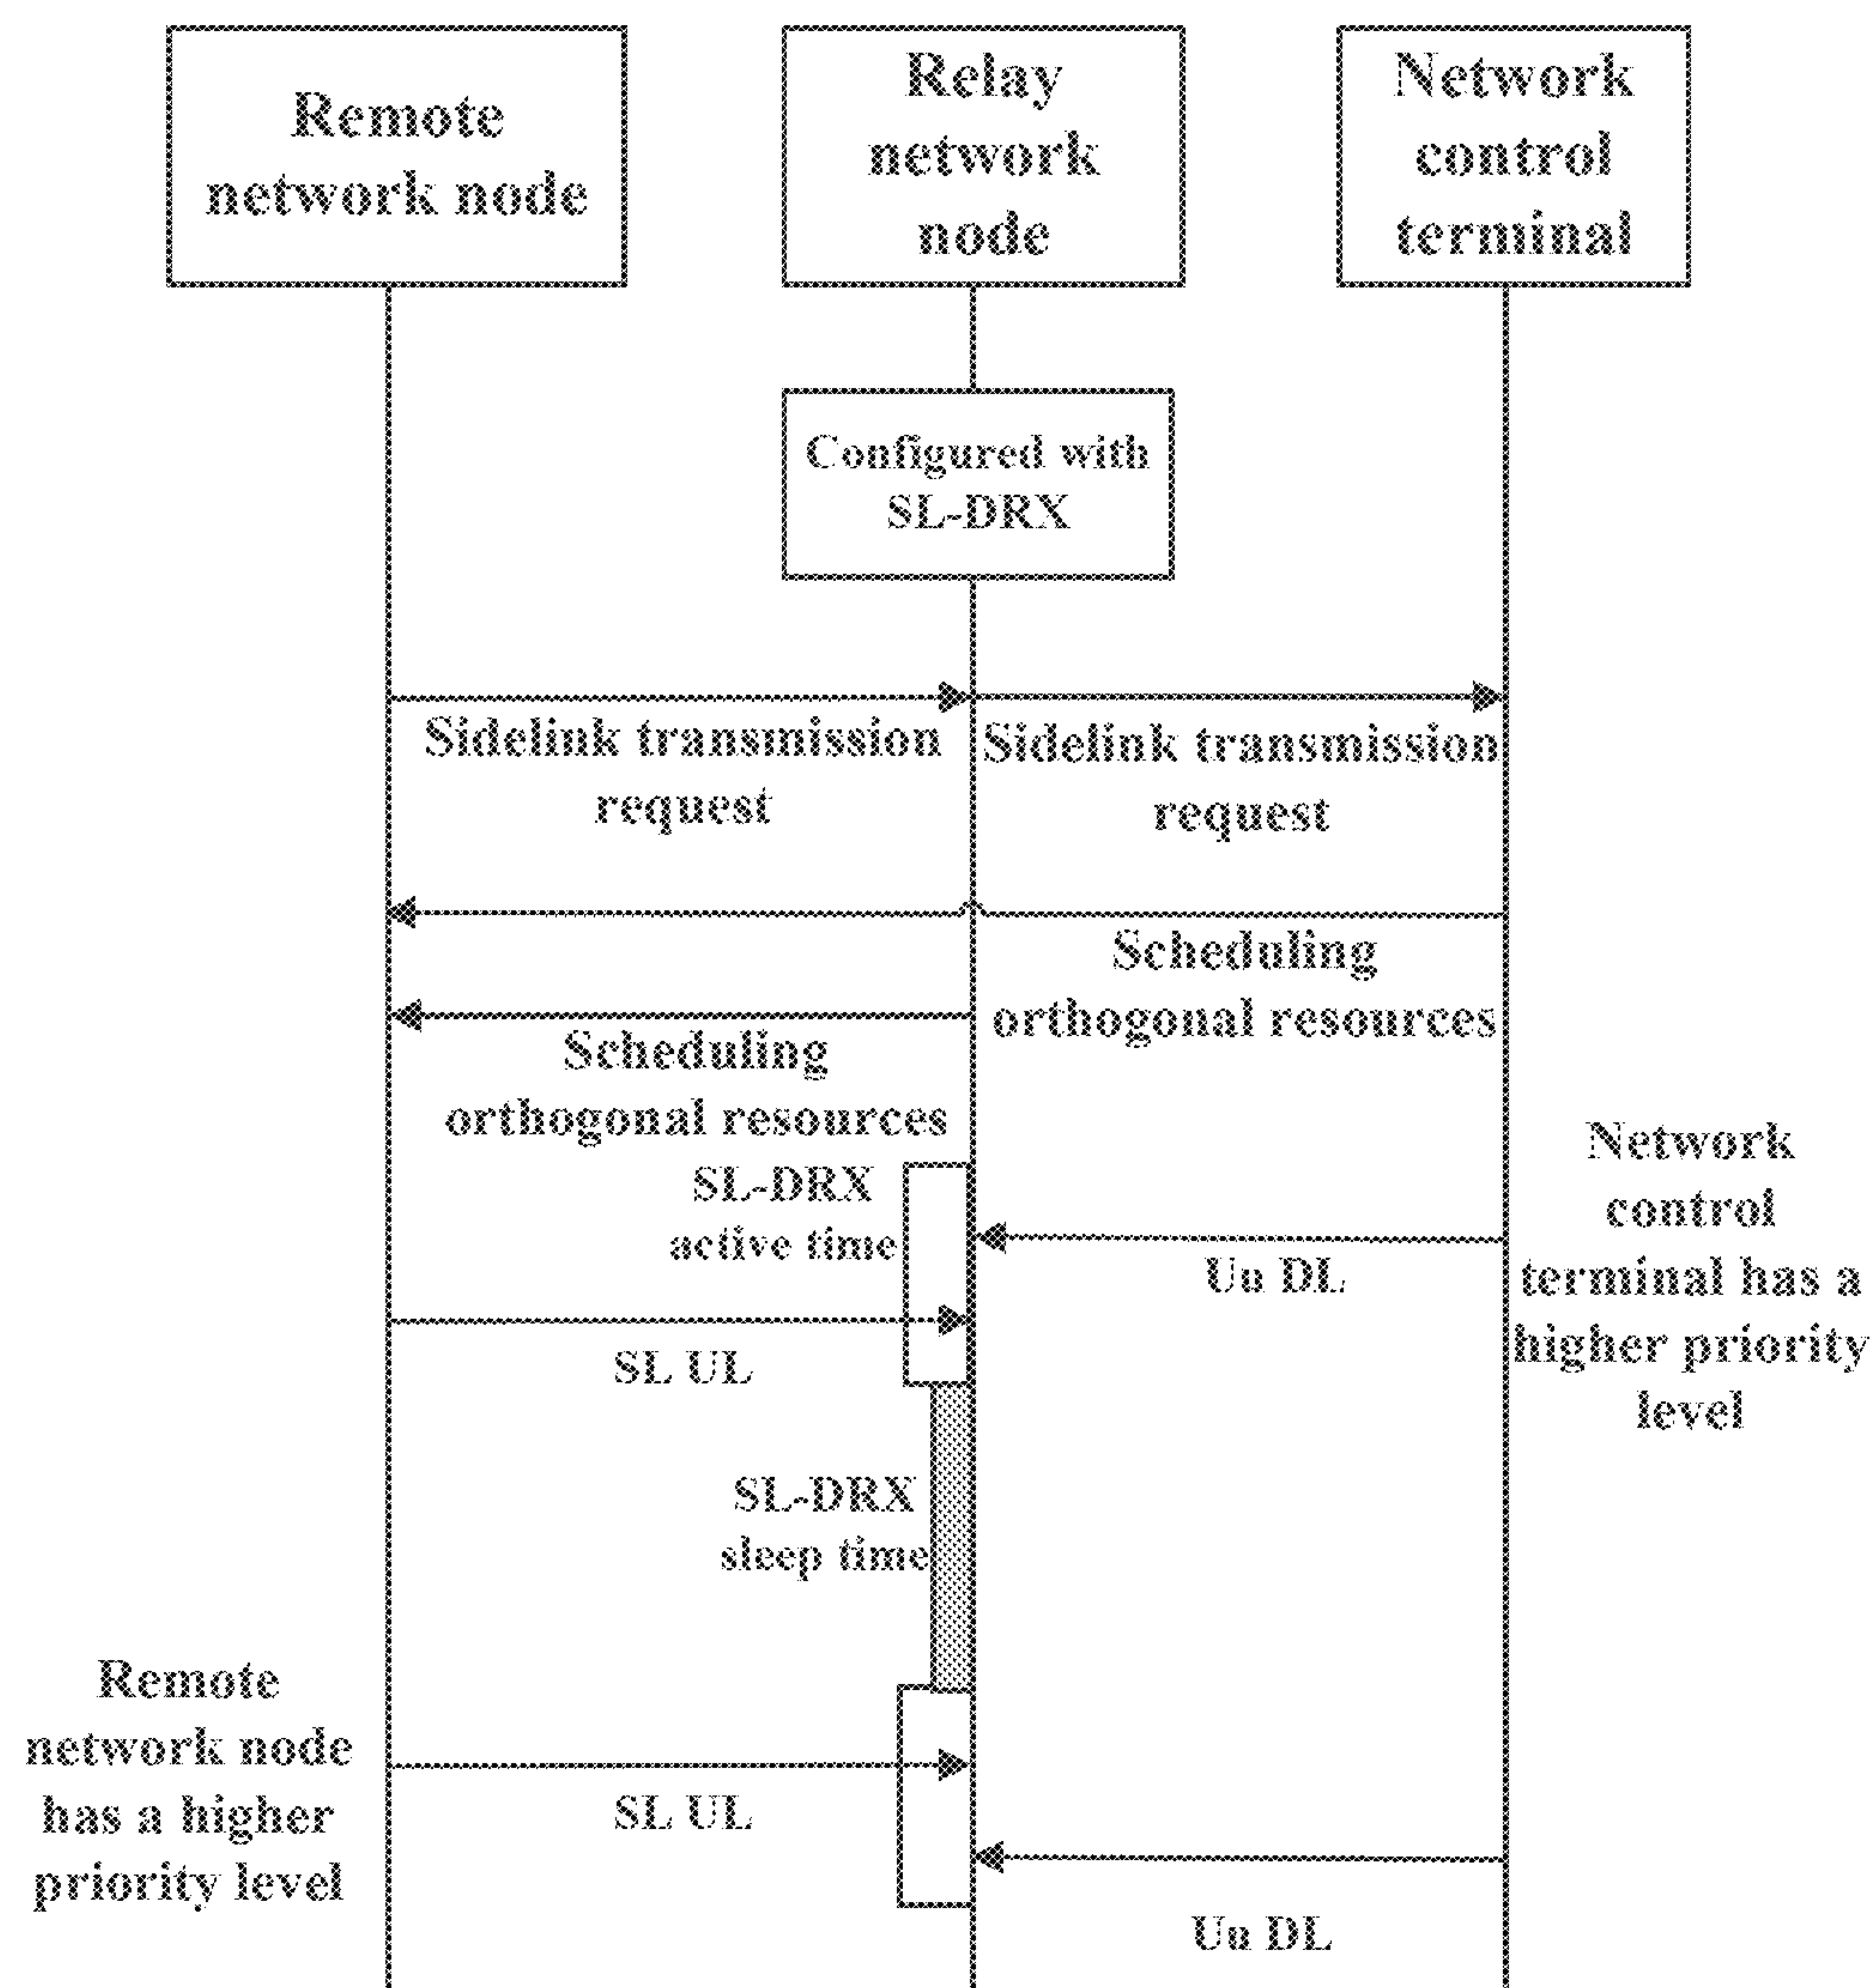 Remote
network node
Relay
network
node
Network
control
terminal
Configured with
SL-DRX
Sidelink transmission
request
Sidelink transmission
request
Scheduling
orthogonal resources
Scheduling
orthogonal resources
SL-DRX
active time
Uu DL
Network
control
terminal has a
higher priority
level
SL UL
SL-DRX
sleep time
Remote
network node
has a higher
priority level
SL UL
Uu DL